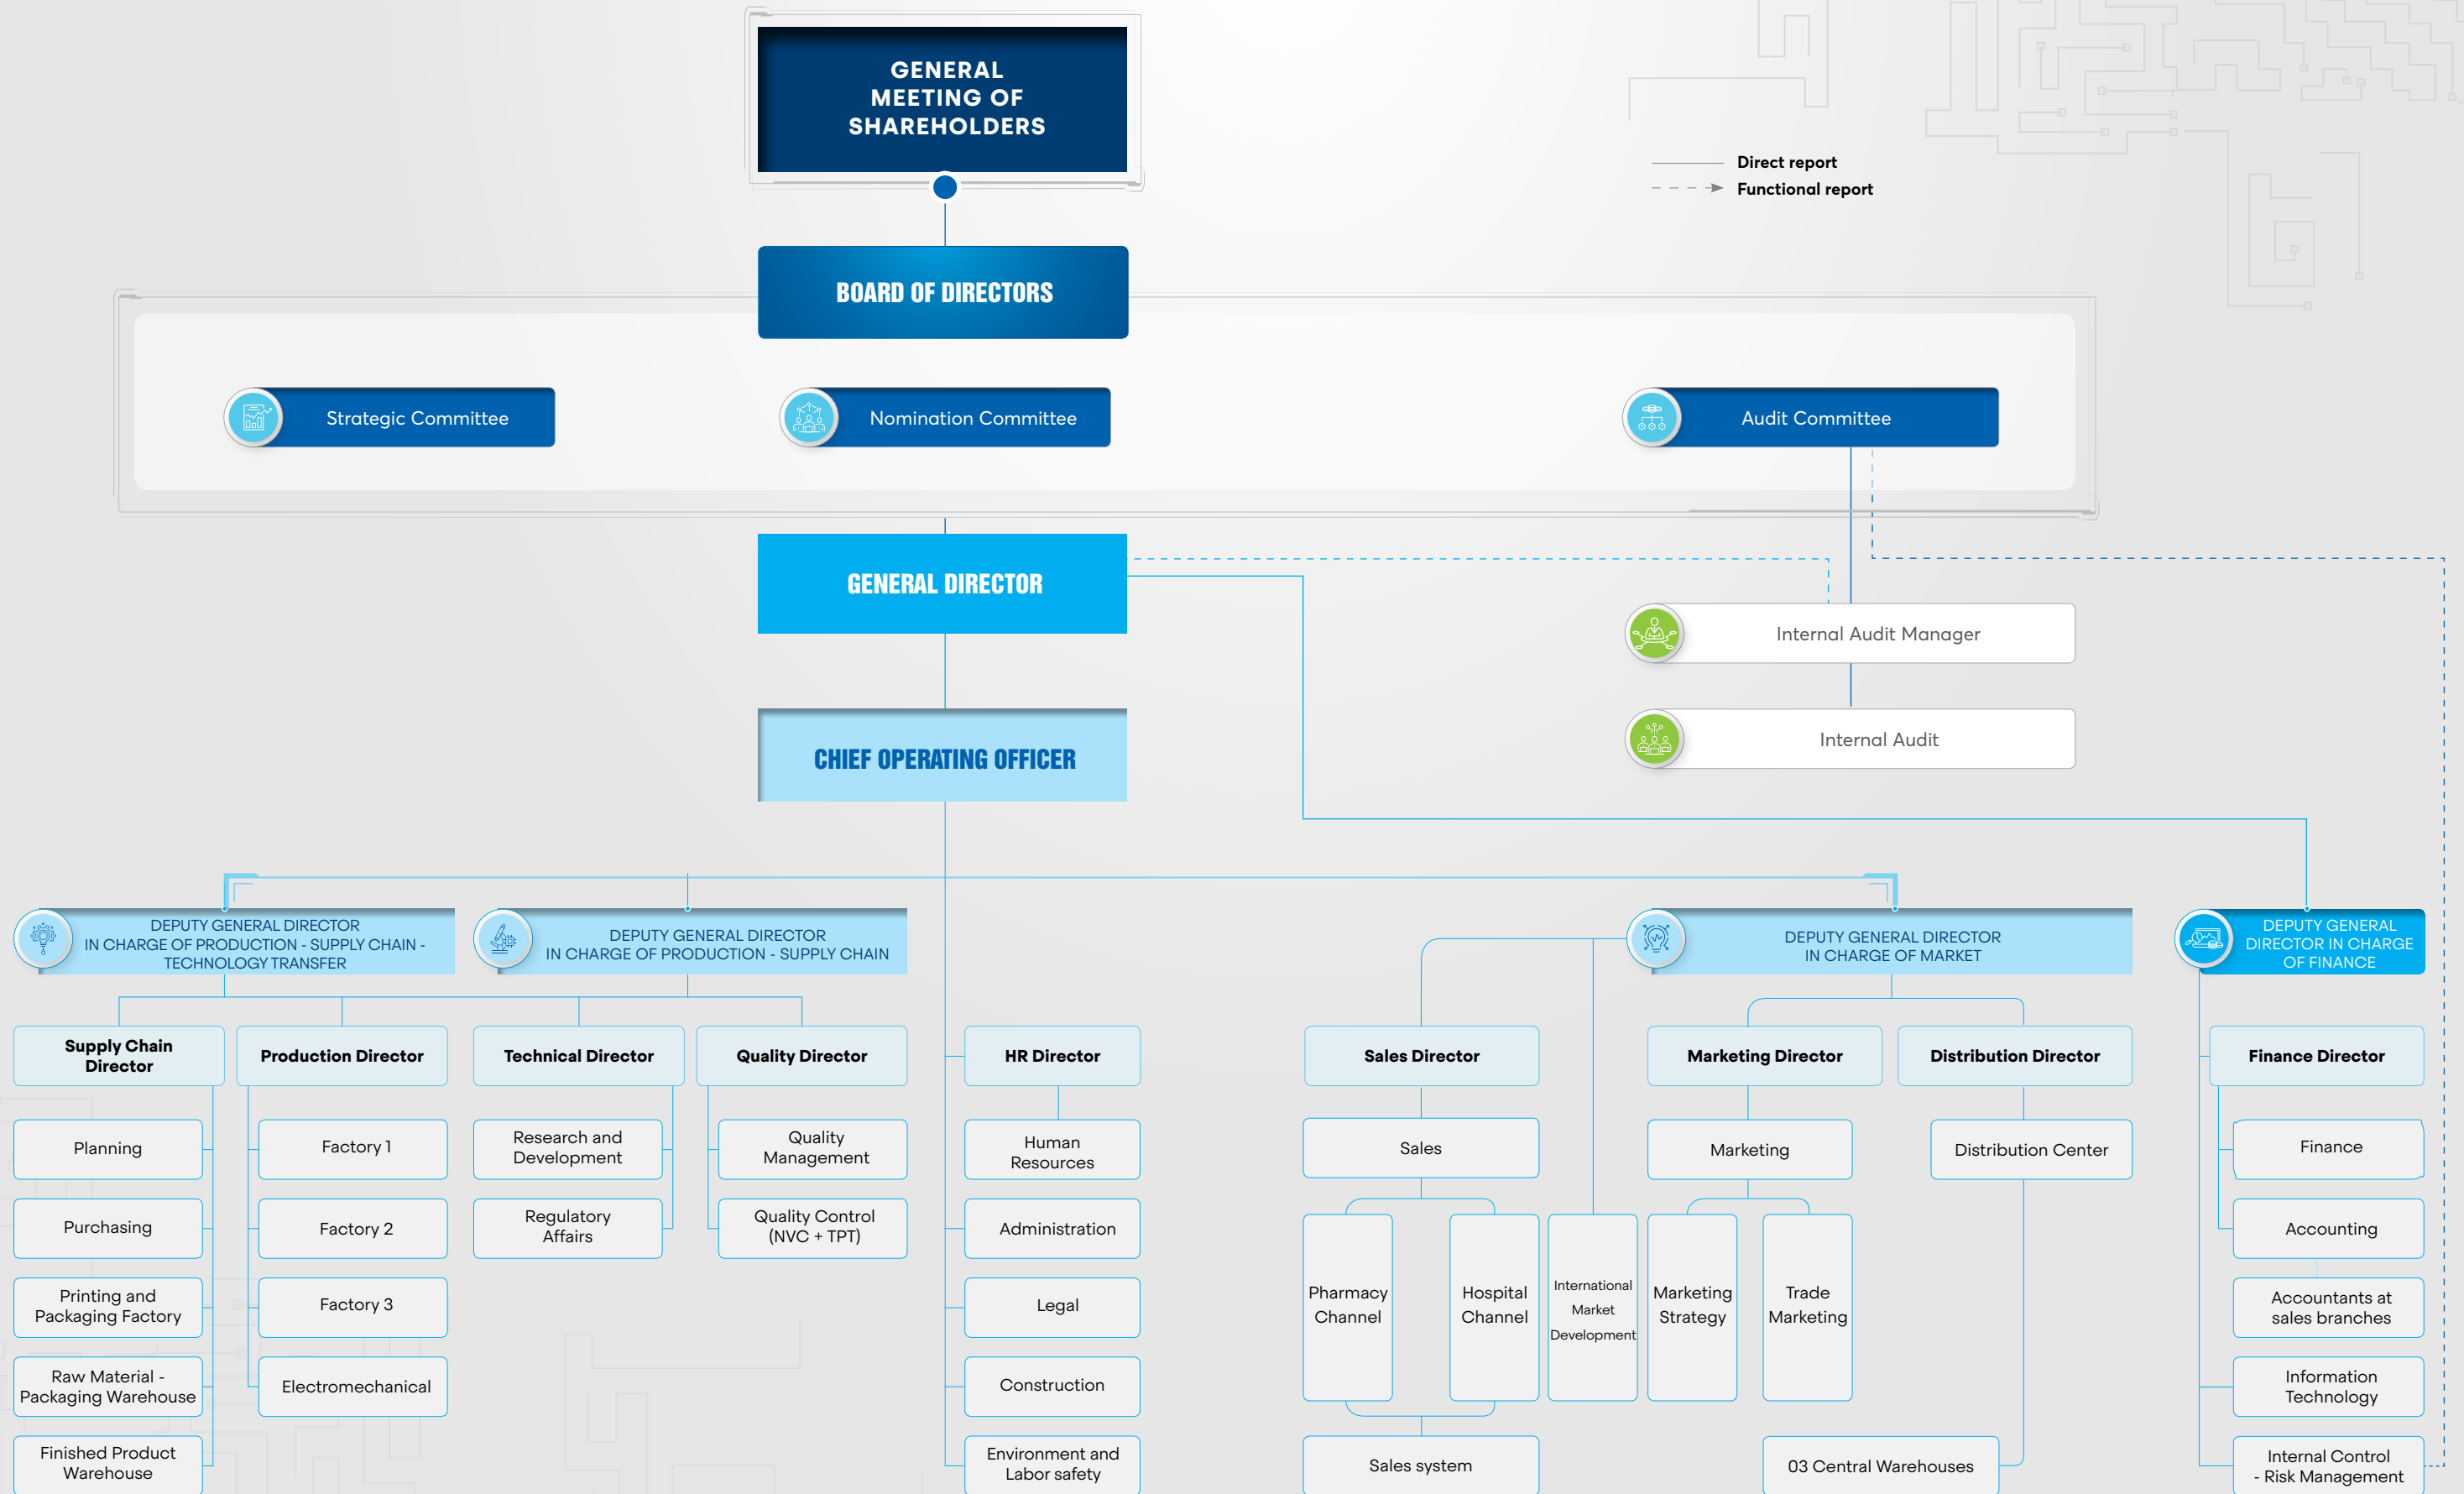 GENERAL
MEETING OF
SHAREHOLDERS
Direct report
Functional report
BOARD OF DIRECTORS
Strategic Committee
Nomination Committee
Audit Committee
GENERAL DIRECTOR
Internal Audit Manager
CHIEF OPERATING OFFICER
Internal Audit
DEPUTY GENERAL DIRECTOR
IN CHARGE OF PRODUCTION - SUPPLY CHAIN -
TECHNOLOGY TRANSFER
DEPUTY GENERAL DIRECTOR
IN CHARGE OF PRODUCTION - SUPPLY CHAIN
DEPUTY GENERAL DIRECTOR
IN CHARGE OF MARKET
DEPUTY GENERAL
DIRECTOR IN CHARGE
OF FINANCE
Supply Chain
Director
Planning
Purchasing
Printing and
Packaging Factory
Raw Material -
Packaging Warehouse
Finished Product
Warehouse
Production Director
Factory 1
Factory 2
Factory 3
Electromechanical
Technical Director
Research and
Development
Regulatory
Affairs
Quality Director
Quality
Management
Quality Control
(NVC + TPT)
HR Director
Human
Resources
Administration
Legal
Construction
Environment and
Labor safety
Sales Director
Sales
Pharmacy
Channel
Hospital
Channel
Sales system
International
Market
Development
Marketing Director
Marketing
Marketing
Strategy
Trade
Marketing
Distribution Director
Distribution Center
03 Central Warehouses
Finance Director
Finance
Accounting
Accountants at
sales branches
Information
Technology
Internal Control
- Risk Management